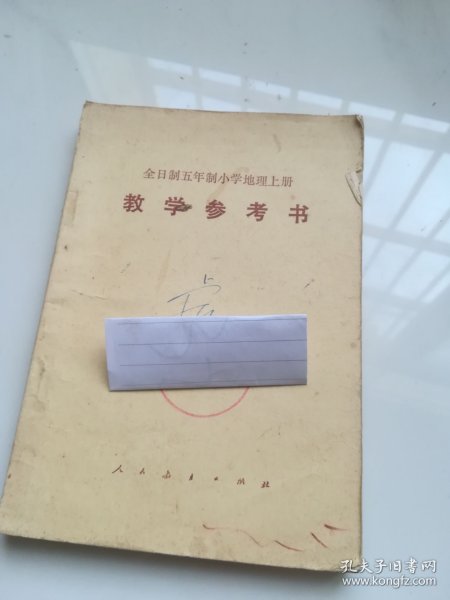 全日制五年制小学地理上册
教学参考书
人民教育出版社
孔夫子旧书网
www.kongfz.com